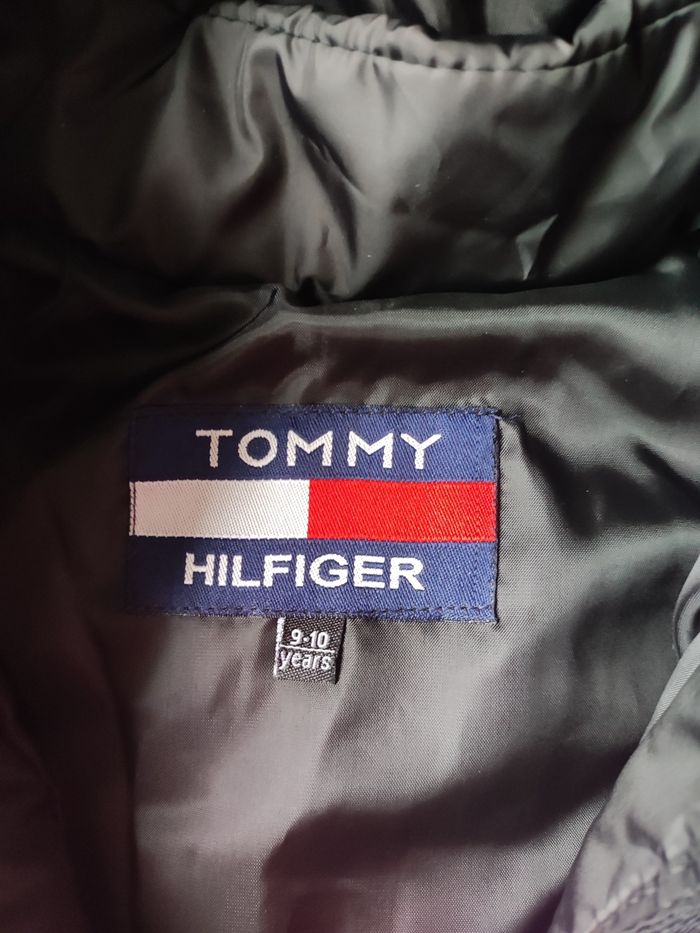 TOMMY
HILFIGER
9-10
years